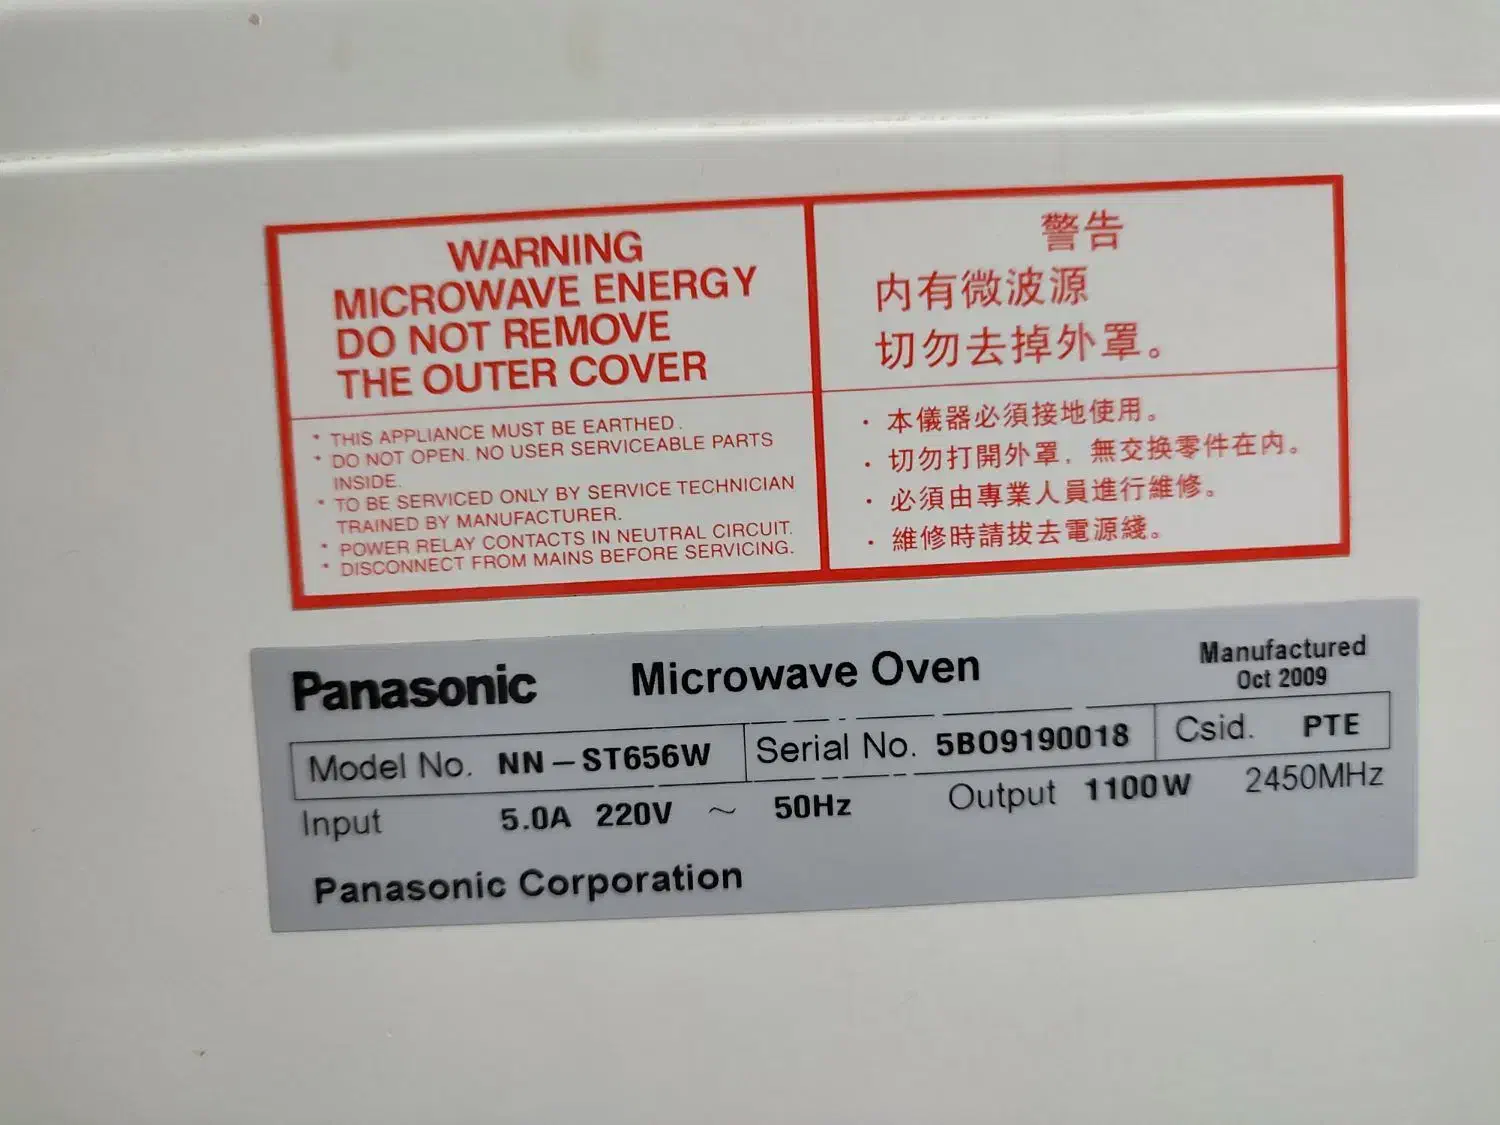 WARNING
MICROWAVE ENERGY
DO NOT REMOVE
THE OUTER COVER
* THIS APPLIANCE MUST BE EARTHED.
* DO NOT OPEN. NO USER SERVICEABLE PARTS
INSIDE.
* TO BE SERVICED ONLY BY SERVICE TECHNICIAN
TRAINED BY MANUFACTURER.
* POWER RELAY CONTACTS IN NEUTRAL CIRCUIT.
* DISCONNECT FROM MAINS BEFORE SERVICING.
警告
内有微波源
切勿去掉外罩。
· 本儀器必須接地使用。
· 切勿打開外罩，無交换零件在内。
· 必須由專業人員進行維修。
· 維修時請拔去電源綫。
Panasonic Microwave Oven
Manufactured
Oct 2009
Model No. NN–ST656W Serial No. 5B09190018 Csid. PTE
Input 5.0A 220V ~ 50Hz Output 1100W 2450MHz
Panasonic Corporation